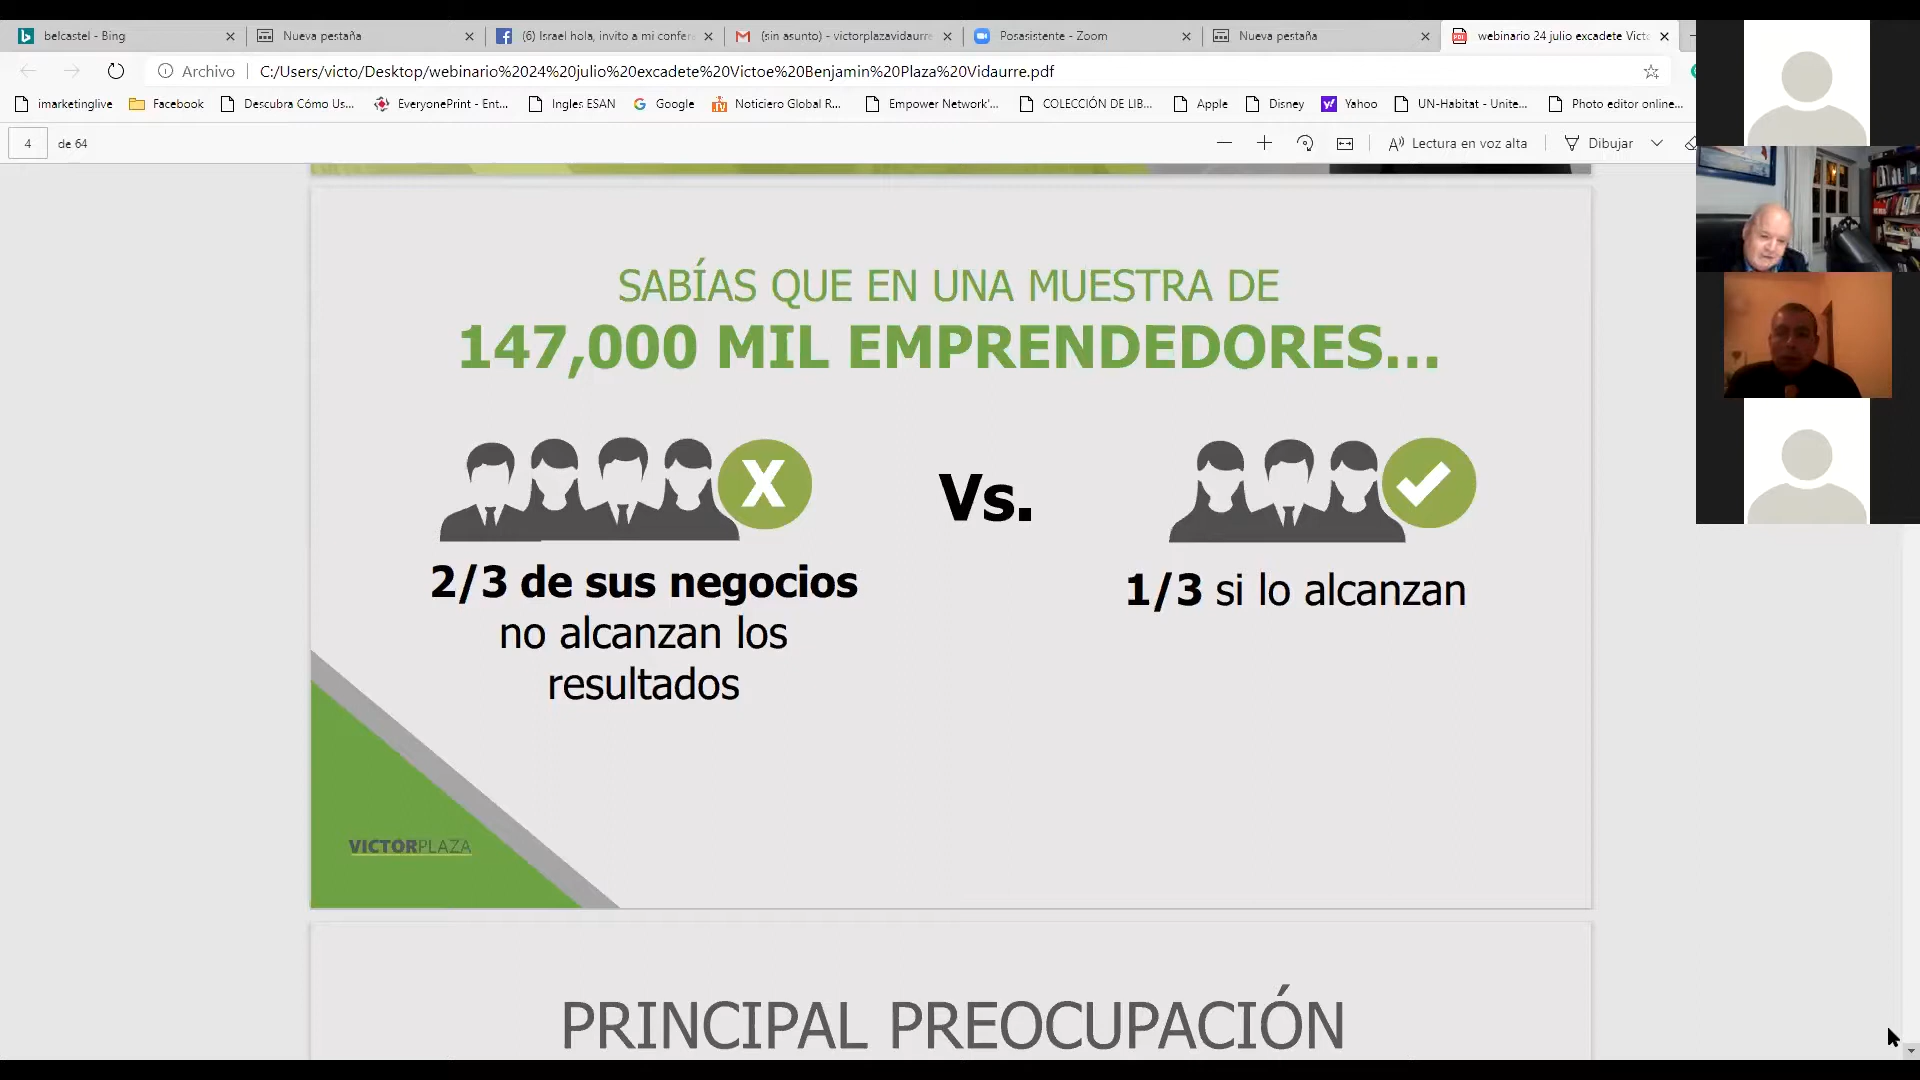 belcastel - Bing
Nueva pestaña
(6) Israel hola, invito a mi confer
(sin asunto) - victorplazavidaurre
Posasistente - Zoom
Nueva pestaña
webinario 24 julio excadete Victo
Archivo
C:/Users/victo/Desktop/webinario%2024%20julio%20excadete%20Victoe%20Benjamin%20Plaza%20Vidaurre.pdf
imarketinglive
Facebook
Descubra Cómo Us...
EveryonePrint - Ent...
Ingles ESAN
Google
Noticiero Global R...
Empower Network'...
COLECCIÓN DE LIB...
Apple
Disney
Yahoo
UN-Habitat - Unite...
Photo editor online...
4 de 64
Lectura en voz alta
Dibujar
SABÍAS QUE EN UNA MUESTRA DE
147,000 MIL EMPRENDEDORES...
X
Vs.
2/3 de sus negocios
no alcanzan los
resultados
1/3 si lo alcanzan
VICTORPLAZA
PRINCIPAL PREOCUPACIÓN